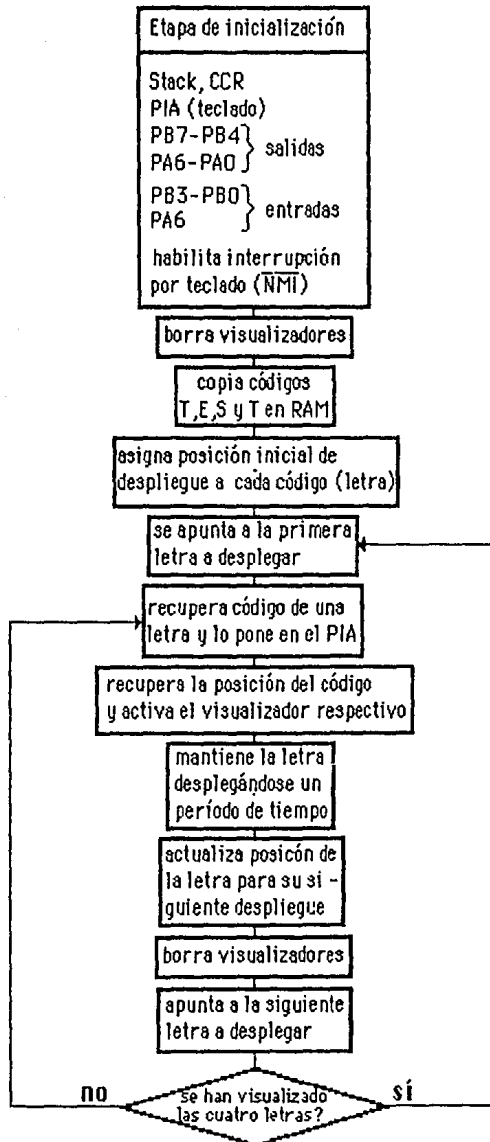 Etapa de inicialización
Stack, CCR
PIA (teclado)
PB7-PB4
PA6-PA0
salidas
PB3-PB0
PA6
entradas
habilita interrupción
por teclado (N̅M̅I̅)
borra visualizadores
copia códigos
T,E,S y T en RAM
asigna posición inicial de
despliegue a cada código (letra)
se apunta a la primera
letra a desplegar
recupera código de una
letra y lo pone en el PIA
recupera la posición del código
y activa el visualizador respectivo
mantiene la letra
desplegándose un
período de tiempo
actualiza posicón de
la letra para su si -
guiente despliegue
borra visualizadores
apunta a la siguiente
letra a desplegar
no
se han visualizado
las cuatro letras?
sí